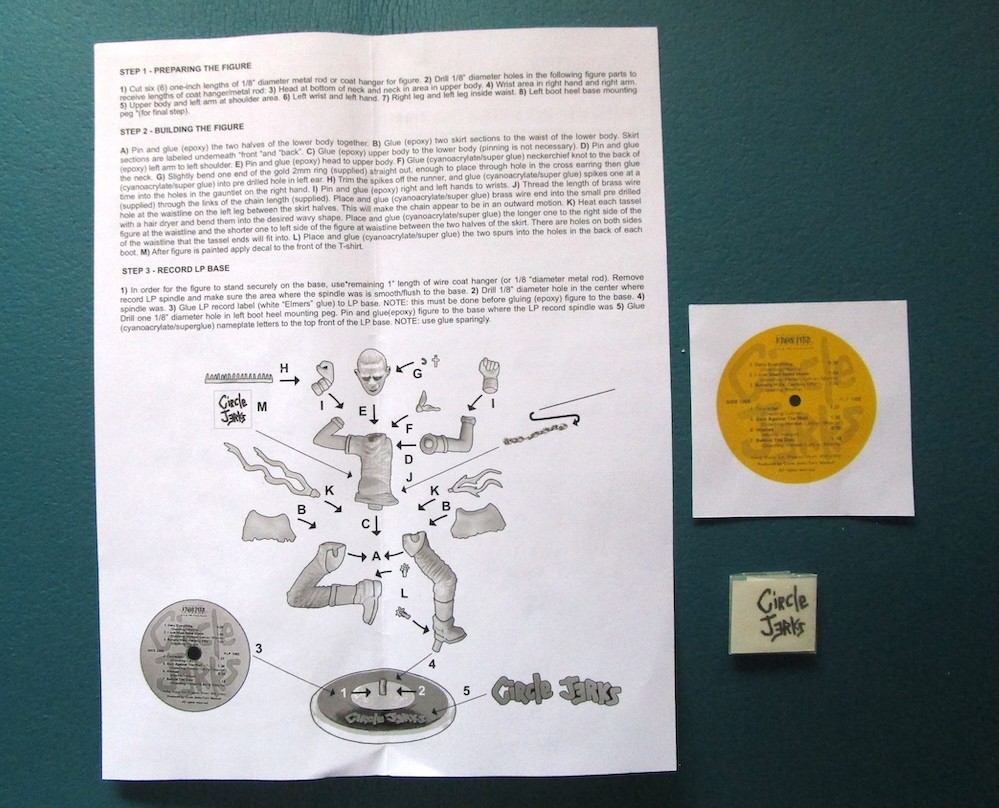 STEP 1 - PREPARING THE FIGURE
1) Cut six (6) one-inch lengths of 1/8" diameter metal rod or coat hanger for figure. 2) Drill 1/8" diameter holes in the following figure parts to
receive lengths of coat hanger/metal rod: 3) Head at bottom of neck and neck in area in upper body. 4) Wrist area in right hand and right arm.
5) Upper body and left arm at shoulder area. 6) Left wrist and left hand. 7) Right leg and left leg inside waist. 8) Left boot heel base mounting
peg *(for final step).
STEP 2 - BUILDING THE FIGURE
A) Pin and glue (epoxy) the two halves of the lower body together. B) Glue (epoxy) two skirt sections to the waist of the lower body. Skirt
sections are labeled underneath "front "and "back". C) Glue (epoxy) upper body to the lower body (pinning is not necessary). D) Pin and glue
(epoxy) left arm to left shoulder. E) Pin and glue (epoxy) head to upper body. F) Glue (cyanoacrylate/super glue) neckerchief knot to the back of
the neck. G) Slightly bend one end of the gold 2mm ring (supplied) straight out, enough to place through hole in the cross earring then glue
(cyanoacrylate/super glue) into pre drilled hole in left ear. H) Trim the spikes off the runner, and glue (cyanoacrylate/super glue) spikes one at a
time into the holes in the gauntlet on the right hand. I) Pin and glue (epoxy) right and left hands to wrists. J) Thread the length of brass wire
(supplied) through the links of the chain length (supplied). Place and glue (cyanoacrylate/super glue) brass wire end into the small pre drilled
hole at the waistline on the left leg between the skirt halves. This will make the chain appear to be in an outward motion. K) Heat each tassel
with a hair dryer and bend them into the desired wavy shape. Place and glue (cyanoacrylate/super glue) the longer one to the right side of the
figure at the waistline and the shorter one to left side of the figure at waistline between the two halves of the skirt. There are holes on both sides
of the waistline that the tassel ends will fit into. L) Place and glue (cyanoacrylate/super glue) the two spurs into the holes in the back of each
boot. M) After figure is painted apply decal to the front of the T-shirt.
STEP 3 - RECORD LP BASE
1) In order for the figure to stand securely on the base, use*remaining 1" length of wire coat hanger (or 1/8 "diameter metal rod). Remove
record LP spindle and make sure the area where the spindle was is smooth/flush to the base. 2) Drill 1/8" diameter hole in the center where
spindle was. 3) Glue LP record label (white "Elmers" glue) to LP base. NOTE: this must be done before gluing (epoxy) figure to the base. 4)
Drill one 1/8" diameter hole in left boot heel mounting peg. Pin and glue(epoxy) figure to the base where the LP record spindle was 5) Glue
(cyanoacrylate/superglue) nameplate letters to the top front of the LP base. NOTE: use glue sparingly.
H
G
Circle
Jerks
M
I
E
I
F
D
J
K
K
B
B
C
A
L
3
4
1
2
5
Circle Jerks
Circle Jerks
Circle
Jerks
Circle
Jerks
Circle
Jerks